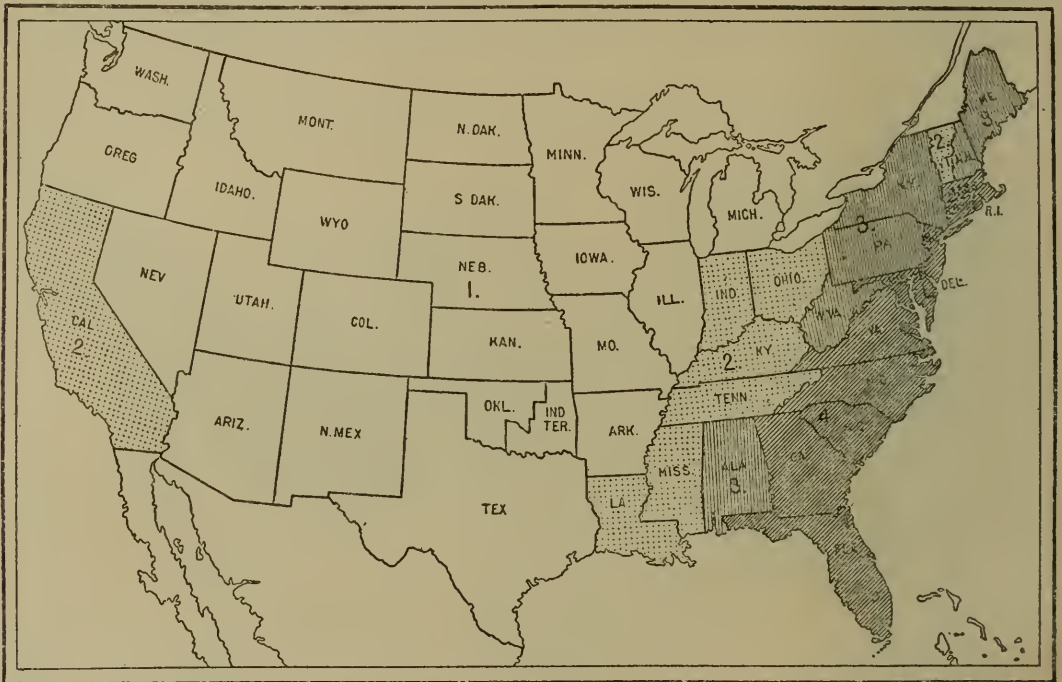 WASH.
MONT.
N.DAK.
MINN.
OREG
IDAHO.
WYO
S DAK.
WIS.
MICH.
NEB.
1.
IOWA.
NEV
UTAH.
COL.
KAN.
MO.
ILL.
IND.
OHIO.
CAL
2.
ARIZ.
N.MEX
OKL.
IND
TER.
ARK.
TEX
LA
MISS.
ALA
3.
TENN
2
KY.
W.VA
VA.
4
GA.
FLA
PA
3.
N.Y.
DEL.
R.I.
2
ME
3.